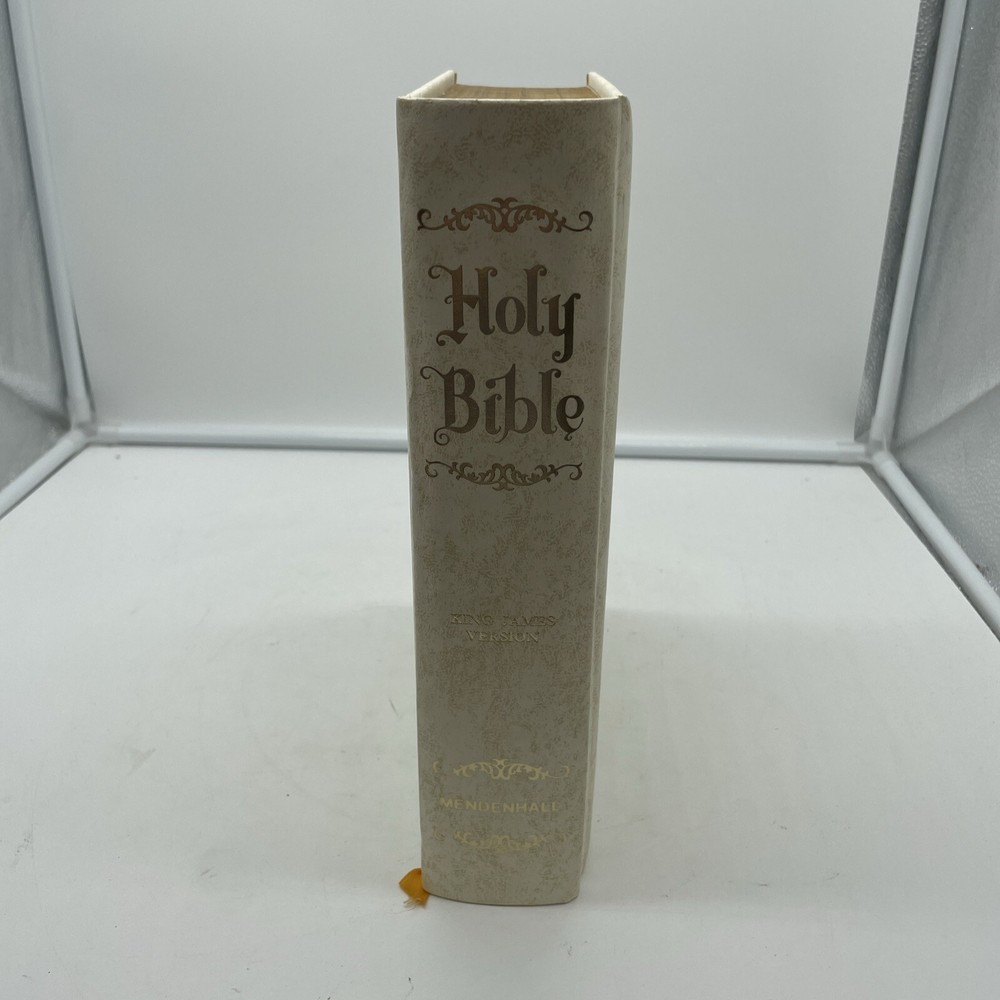 Holy
Bible
KING JAMES
VERSION
MENDENHALL